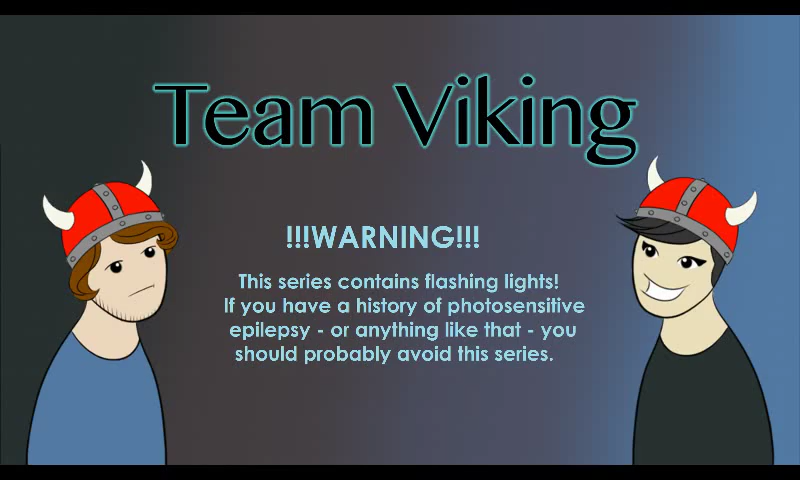 Team Viking
!!!WARNING!!!
This series contains flashing lights!
If you have a history of photosensitive
epilepsy - or anything like that - you
should probably avoid this series.